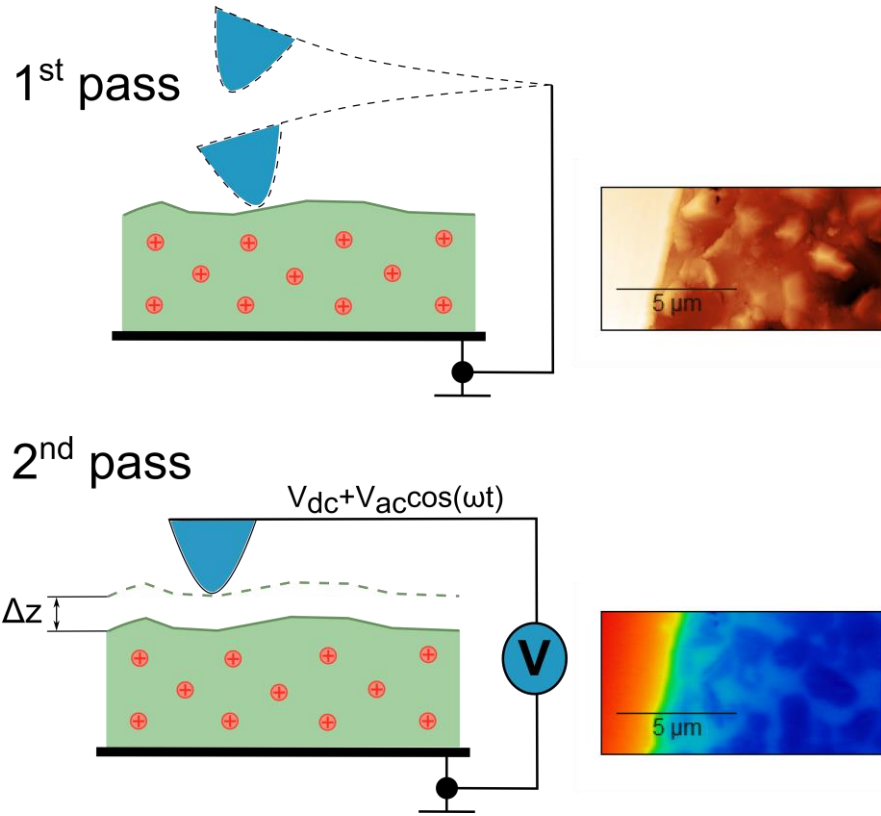 1st pass
5 µm
2nd pass
Vdc+Vaccos(ωt)
Δz
V
5 µm